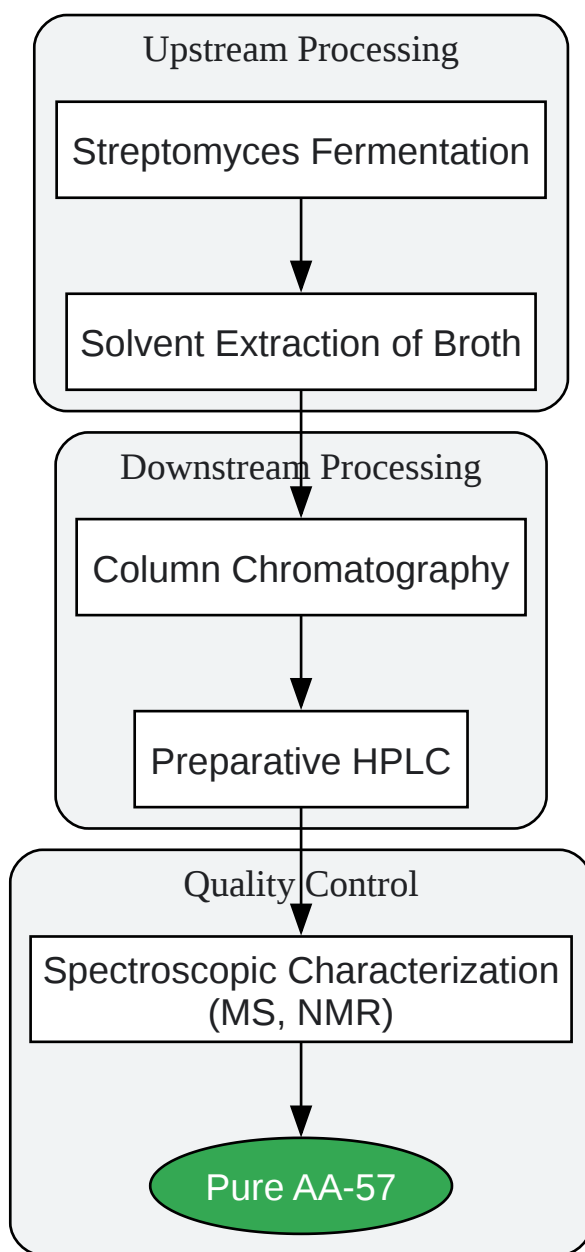 Upstream Processing
Streptomyces Fermentation
Solvent Extraction of Broth
Downstream Processing
Column Chromatography
Preparative HPLC
Quality Control
Spectroscopic Characterization
(MS, NMR)
Pure AA-57